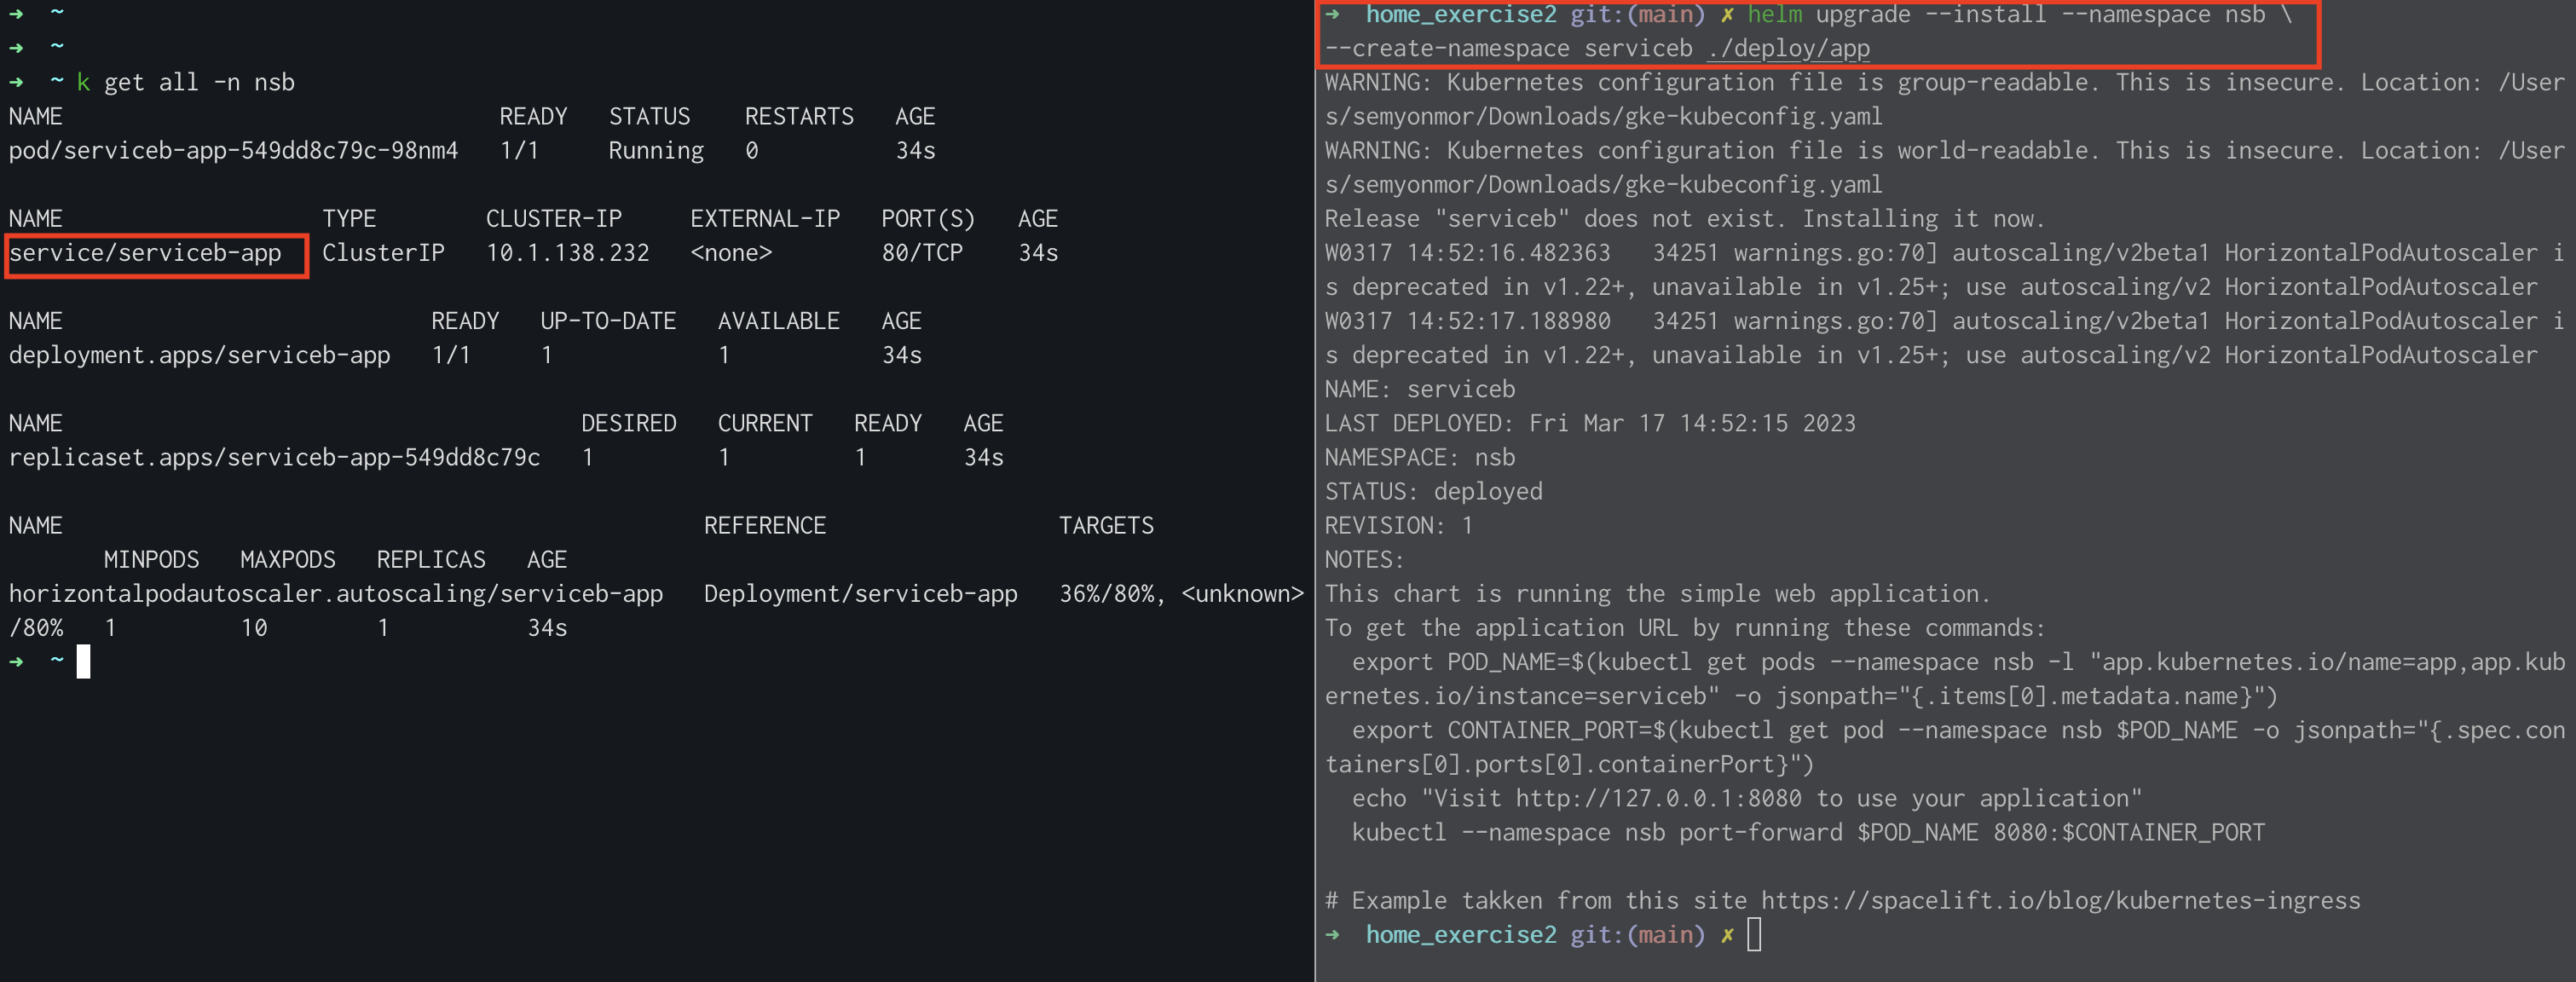 ➜  ~
➜  ~
➜  ~ k get all -n nsb
NAME                                READY   STATUS    RESTARTS   AGE
pod/serviceb-app-549dd8c79c-98nm4   1/1     Running   0          34s
NAME                   TYPE        CLUSTER-IP     EXTERNAL-IP   PORT(S)   AGE
service/serviceb-app   ClusterIP   10.1.138.232   <none>        80/TCP    34s
NAME                           READY   UP-TO-DATE   AVAILABLE   AGE
deployment.apps/serviceb-app   1/1     1            1           34s
NAME                                      DESIRED   CURRENT   READY   AGE
replicaset.apps/serviceb-app-549dd8c79c   1         1         1       34s
NAME                                               REFERENCE                 TARGETS
       MINPODS   MAXPODS   REPLICAS   AGE
horizontalpodautoscaler.autoscaling/serviceb-app   Deployment/serviceb-app   36%/80%, <unknown>
/80%   1         10        1          34s
➜  ~
➜  home_exercise2 git:(main) ✗ helm upgrade --install --namespace nsb \
--create-namespace serviceb ./deploy/app
WARNING: Kubernetes configuration file is group-readable. This is insecure. Location: /User
s/semyonmor/Downloads/gke-kubeconfig.yaml
WARNING: Kubernetes configuration file is world-readable. This is insecure. Location: /User
s/semyonmor/Downloads/gke-kubeconfig.yaml
Release "serviceb" does not exist. Installing it now.
W0317 14:52:16.482363   34251 warnings.go:70] autoscaling/v2beta1 HorizontalPodAutoscaler i
s deprecated in v1.22+, unavailable in v1.25+; use autoscaling/v2 HorizontalPodAutoscaler
W0317 14:52:17.188980   34251 warnings.go:70] autoscaling/v2beta1 HorizontalPodAutoscaler i
s deprecated in v1.22+, unavailable in v1.25+; use autoscaling/v2 HorizontalPodAutoscaler
NAME: serviceb
LAST DEPLOYED: Fri Mar 17 14:52:15 2023
NAMESPACE: nsb
STATUS: deployed
REVISION: 1
NOTES:
This chart is running the simple web application.
To get the application URL by running these commands:
  export POD_NAME=$(kubectl get pods --namespace nsb -l "app.kubernetes.io/name=app,app.kub
ernetes.io/instance=serviceb" -o jsonpath="{.items[0].metadata.name}")
  export CONTAINER_PORT=$(kubectl get pod --namespace nsb $POD_NAME -o jsonpath="{.spec.con
tainers[0].ports[0].containerPort}")
  echo "Visit http://127.0.0.1:8080 to use your application"
  kubectl --namespace nsb port-forward $POD_NAME 8080:$CONTAINER_PORT
# Example takken from this site https://spacelift.io/blog/kubernetes-ingress
➜  home_exercise2 git:(main) ✗